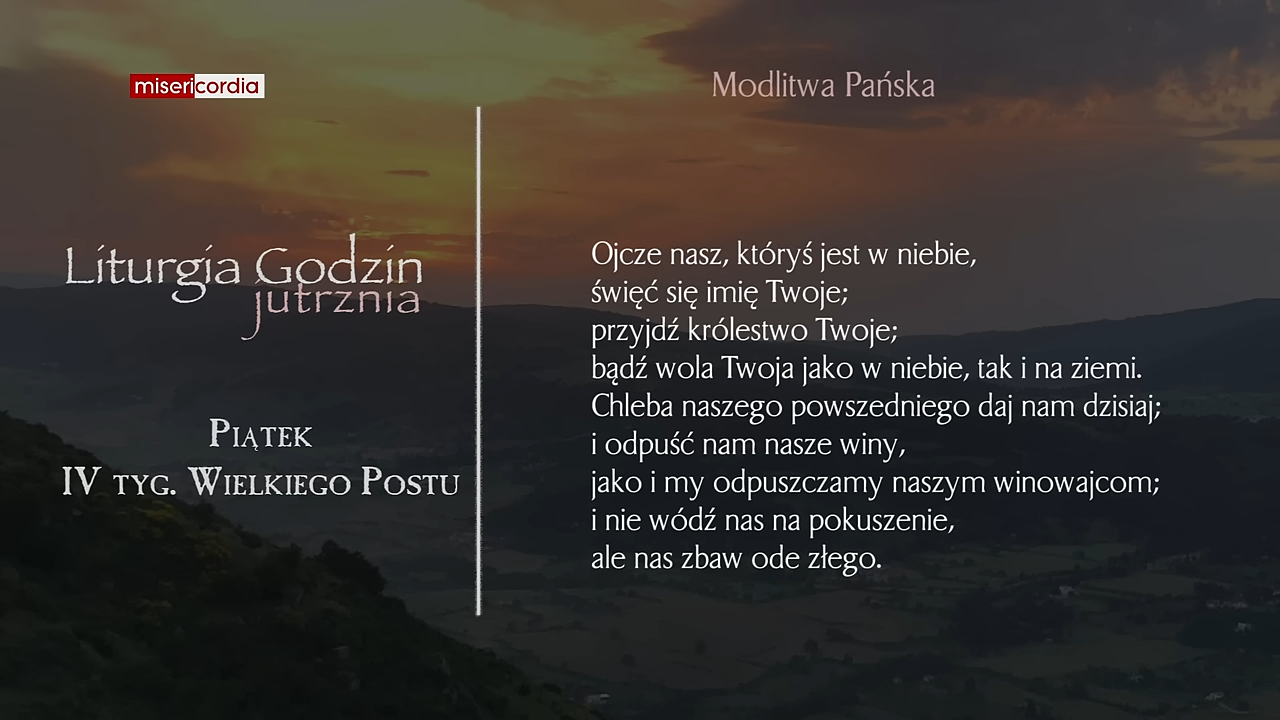 misericordia
Liturgia Godzin
jutrznia
Piątek
IV tyg. Wielkiego Postu
Modlitwa Pańska
Ojcze nasz, któryś jest w niebie,
święć się imię Twoje;
przyjdź królestwo Twoje;
bądź wola Twoja jako w niebie, tak i na ziemi.
Chleba naszego powszedniego daj nam dzisiaj;
i odpuść nam nasze winy,
jako i my odpuszczamy naszym winowajcom;
i nie wódź nas na pokuszenie,
ale nas zbaw ode złego.